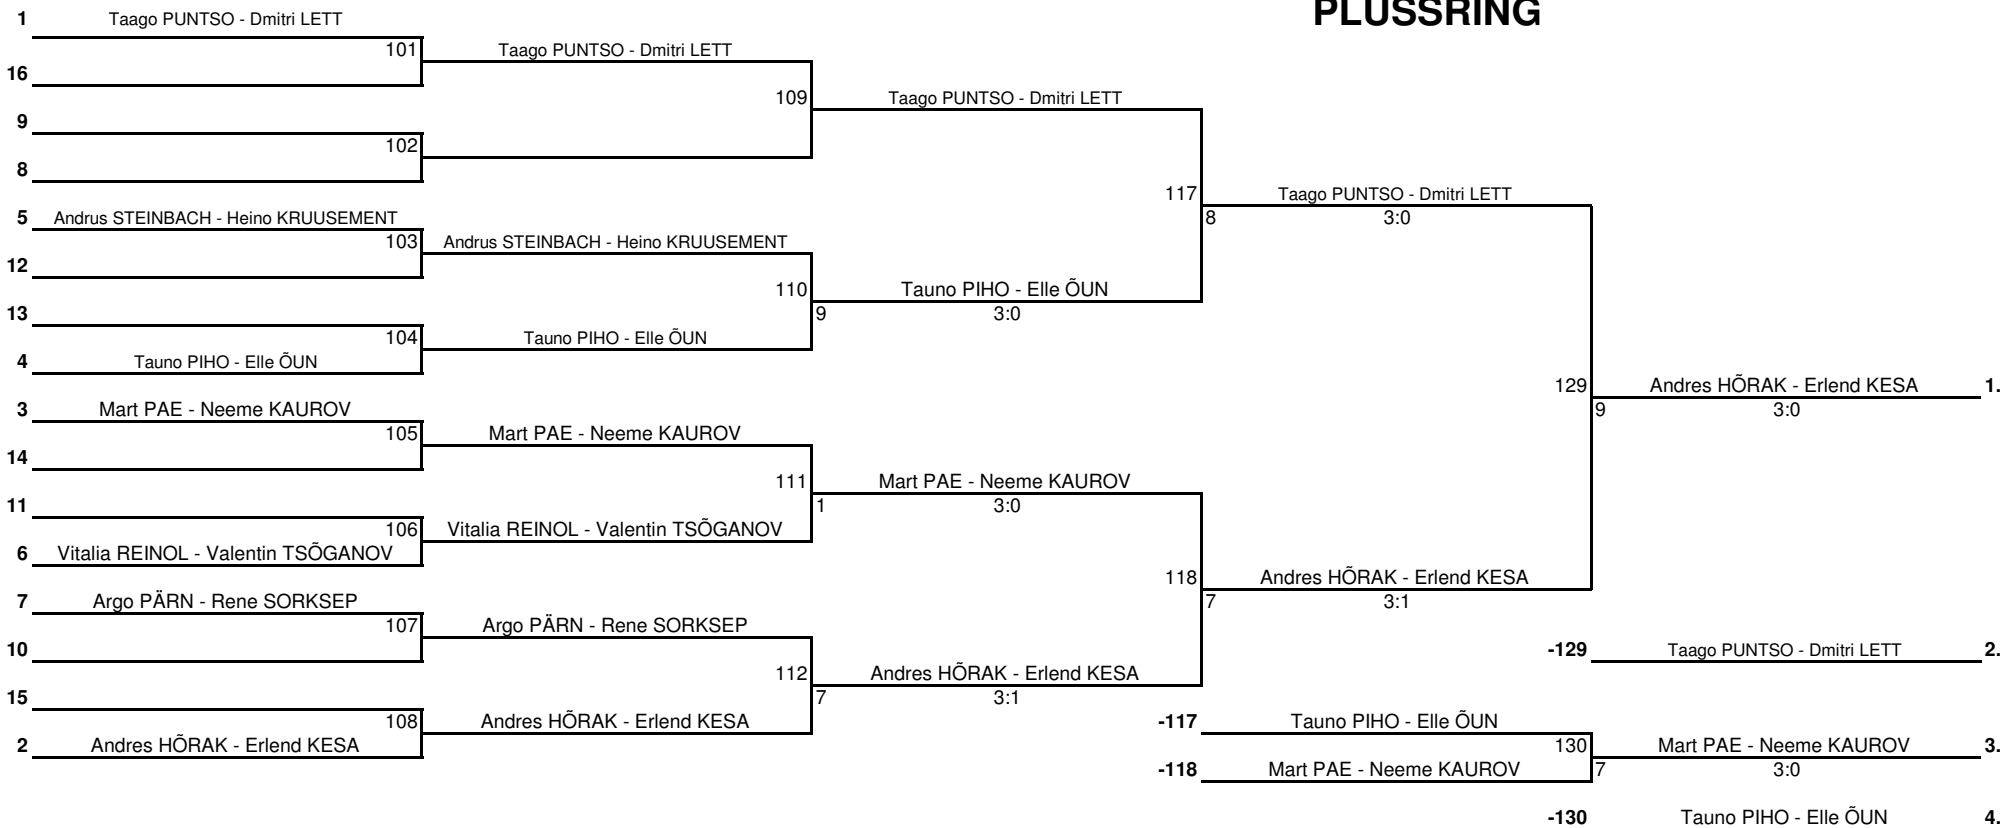 PLUSSRING
1 Taago PUNTSO - Dmitri LETT
101 Taago PUNTSO - Dmitri LETT
16
109 Taago PUNTSO - Dmitri LETT
9
102
8
117 Taago PUNTSO - Dmitri LETT
8 3:0
5 Andrus STEINBACH - Heino KRUUSEMENT
103 Andrus STEINBACH - Heino KRUUSEMENT
12
110 Tauno PIHO - Elle ÕUN
9 3:0
13
104 Tauno PIHO - Elle ÕUN
4 Tauno PIHO - Elle ÕUN
129 Andres HÕRAK - Erlend KESA 1.
9 3:0
3 Mart PAE - Neeme KAUROV
105 Mart PAE - Neeme KAUROV
14
111 Mart PAE - Neeme KAUROV
1 3:0
11
106 Vitalia REINOL - Valentin TSÕGANOV
6 Vitalia REINOL - Valentin TSÕGANOV
118 Andres HÕRAK - Erlend KESA
7 3:1
7 Argo PÄRN - Rene SORKSEP
107 Argo PÄRN - Rene SORKSEP
10
-129 Taago PUNTSO - Dmitri LETT 2.
112 Andres HÕRAK - Erlend KESA
7 3:1
15
108 Andres HÕRAK - Erlend KESA
2 Andres HÕRAK - Erlend KESA
-117 Tauno PIHO - Elle ÕUN
130 Mart PAE - Neeme KAUROV 3.
7 3:0
-118 Mart PAE - Neeme KAUROV
-130 Tauno PIHO - Elle ÕUN 4.